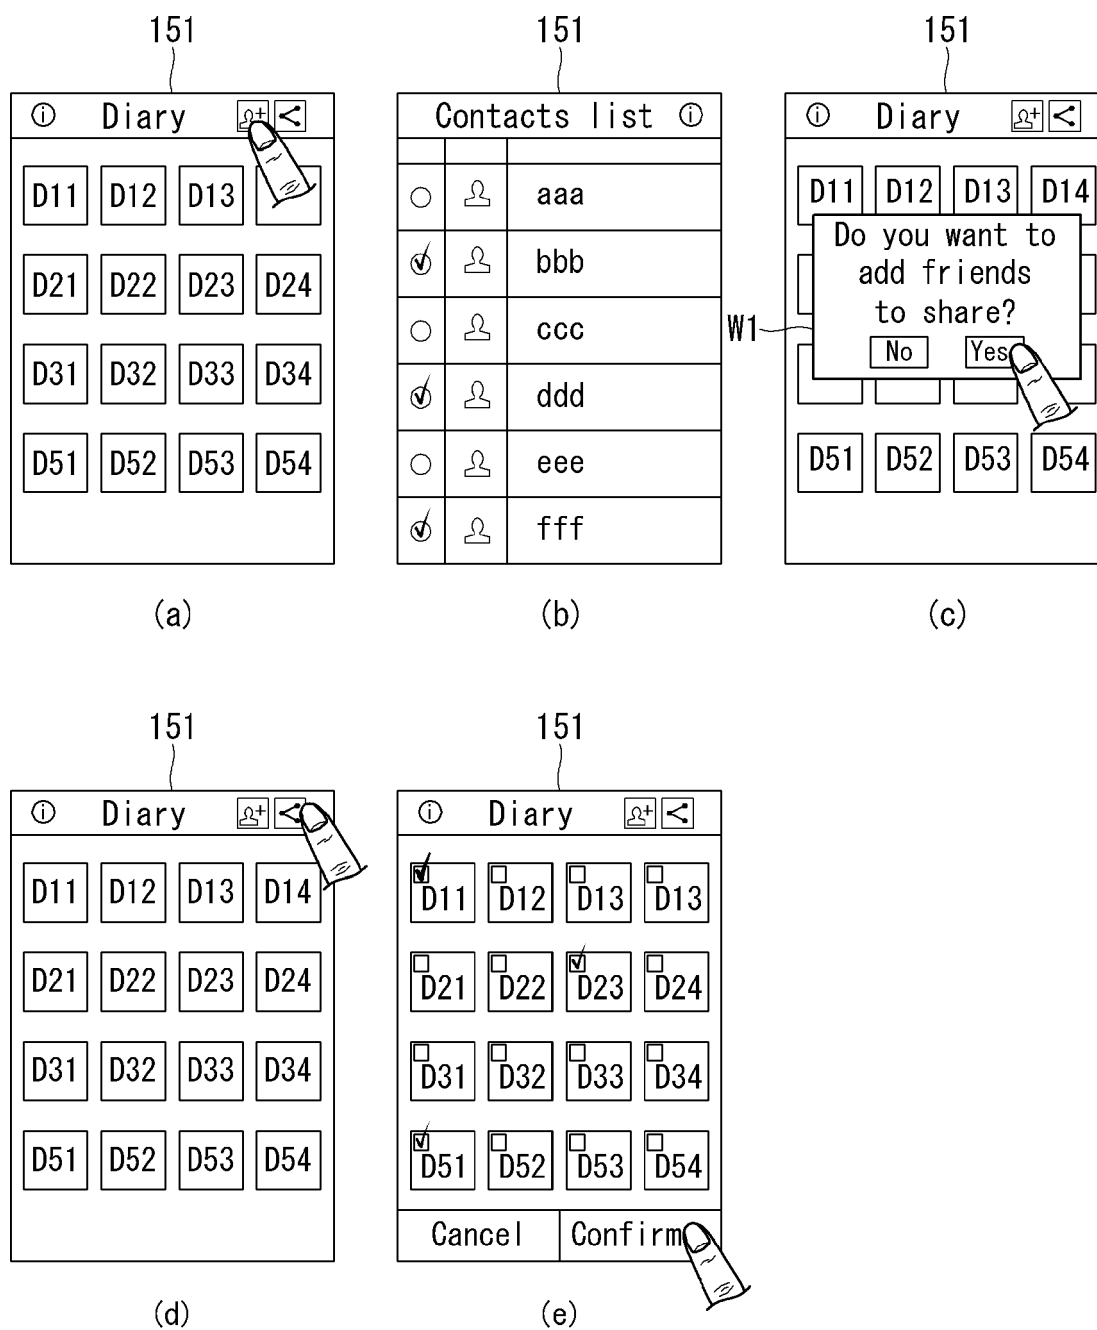 151
151
151
ⓘ Diary
Contacts list ⓘ
ⓘ Diary
D11 D12 D13
D21 D22 D23 D24
D31 D32 D33 D34
D51 D52 D53 D54
aaa
bbb
ccc
ddd
eee
fff
D11 D12 D13 D14
W1
Do you want to
add friends
to share?
No Yes
D51 D52 D53 D54
(a)
(b)
(c)
151
151
ⓘ Diary
ⓘ Diary
D11 D12 D13 D14
D21 D22 D23 D24
D31 D32 D33 D34
D51 D52 D53 D54
D11 D12 D13 D13
D21 D22 D23 D24
D31 D32 D33 D34
D51 D52 D53 D54
Cancel Confirm
(d)
(e)